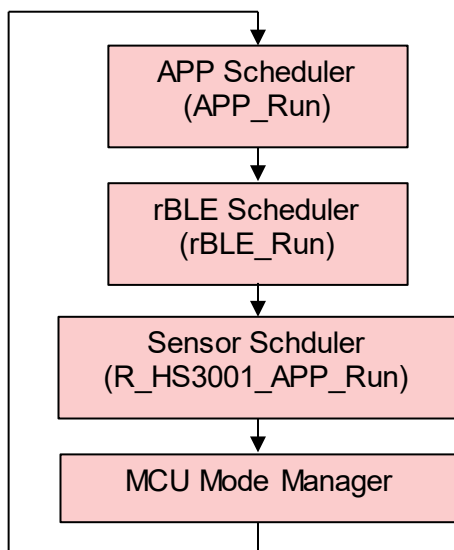 APP Scheduler
(APP_Run)
rBLE Scheduler
(rBLE_Run)
Sensor Schduler
(R_HS3001_APP_Run)
MCU Mode Manager